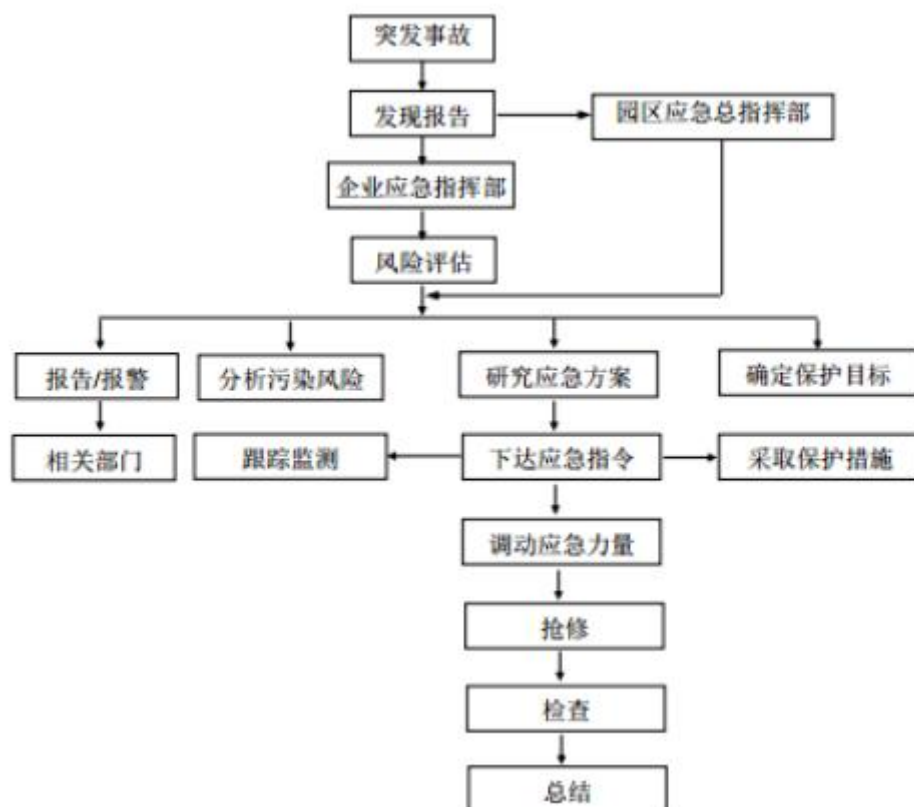 突发事故
发现报告
园区应急总指挥部
企业应急指挥部
风险评估
报告/报警
分析污染风险
研究应急方案
确定保护目标
相关部门
跟踪监测
下达应急指令
采取保护措施
调动应急力量
抢修
检查
总结